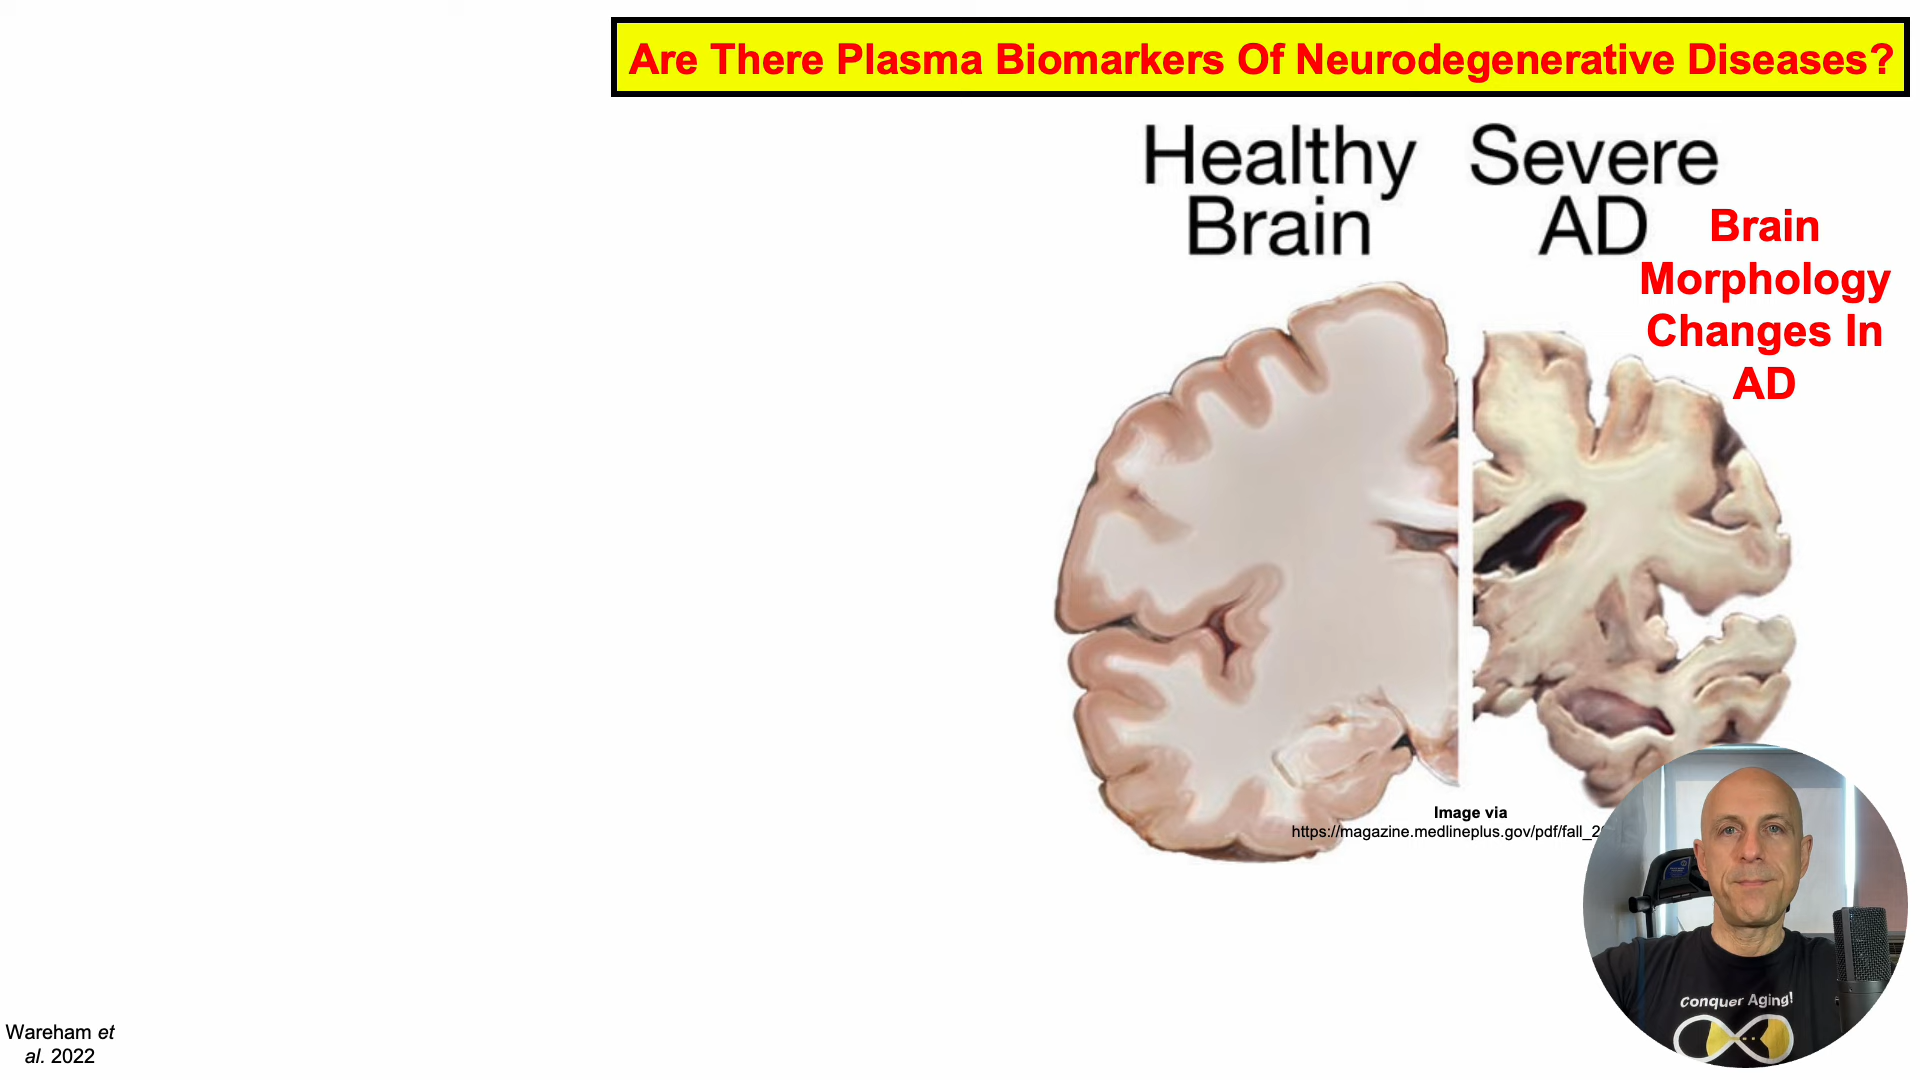 Are There Plasma Biomarkers Of Neurodegenerative Diseases?
Healthy
Brain
Severe
AD
Brain
Morphology
Changes In
AD
Image via
https://magazine.medlineplus.gov/pdf/fall_2
Conquer Aging!
Wareham et
al. 2022